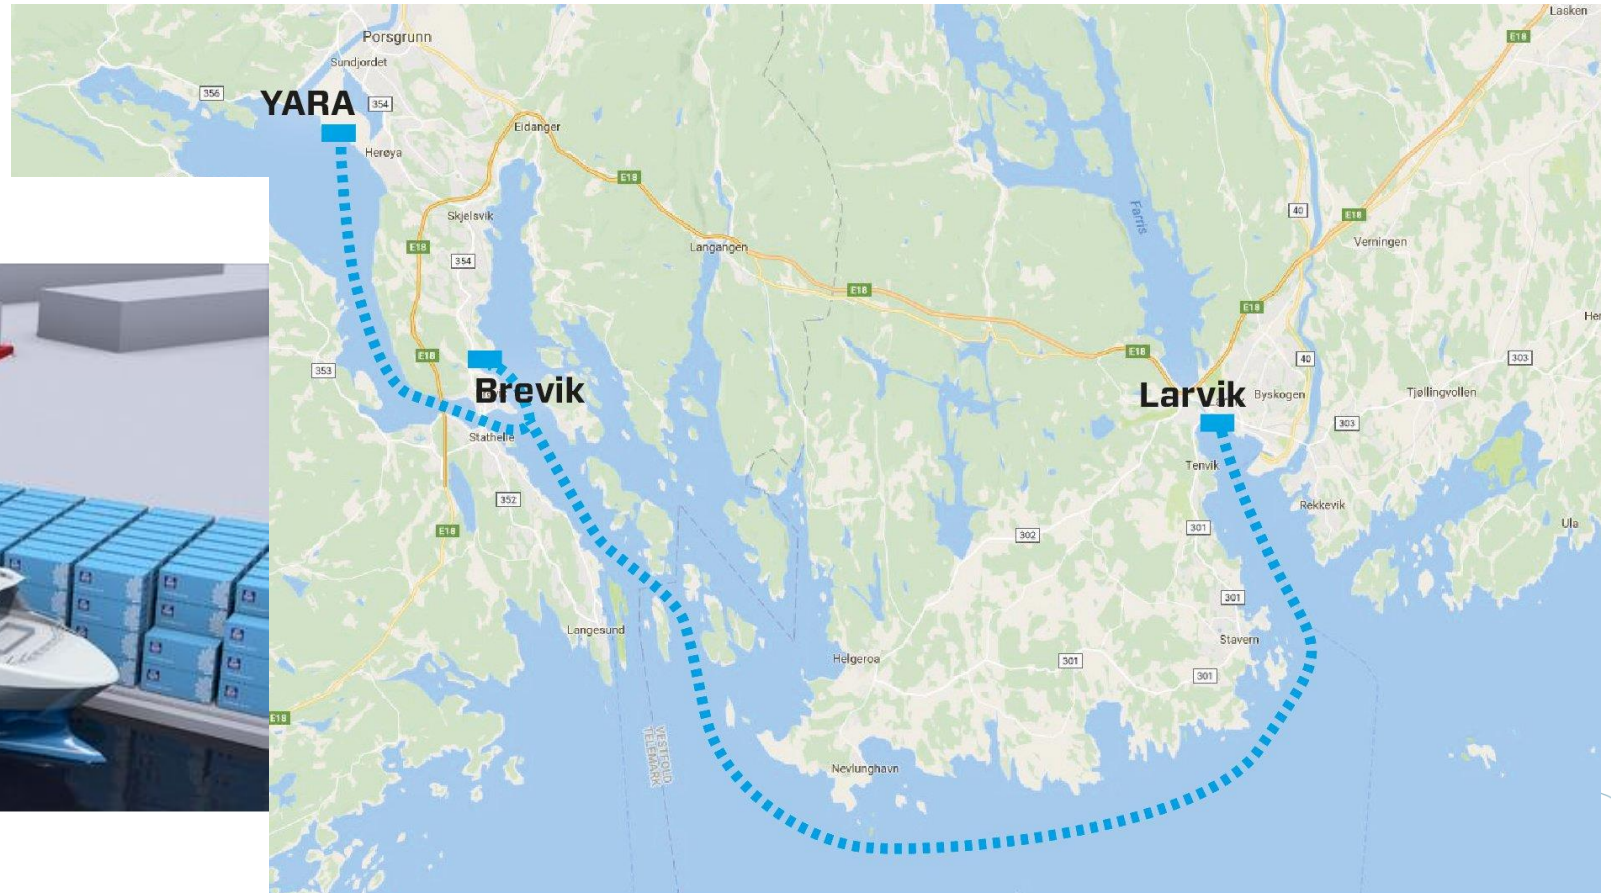 Lasken
E18
Porsgrunn
Sundjordet
356
YARA
354
Eidanger
Herøya
E18
Farris
40
E18
Skjelsvik
E18
Langangen
Verningen
354
E18
E18
Her
E18
E18
353
40
303
Brevik
Larvik
Byskogen
Tjøllingvollen
303
Stathelle
Tenvik
352
Rekkevik
E18
301
302
Ula
301
Langesund
Stavern
Helgeroa
301
301
E18
VESTFOLD
TELEMARK
Nevlunghavn